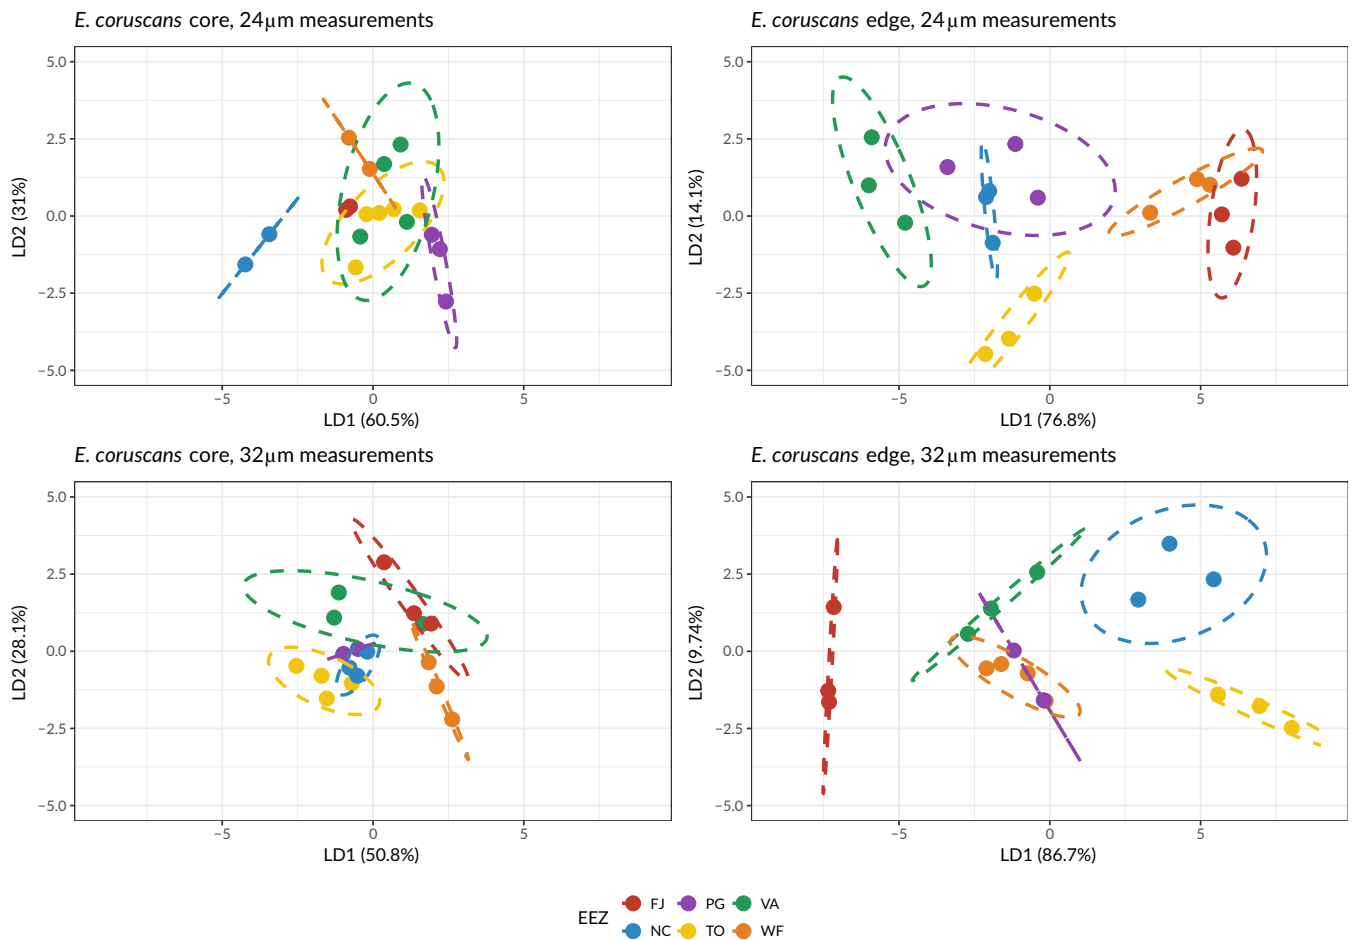 E. coruscans core, 24μm measurements
5.0
2.5
0.0
−2.5
−5.0
LD2 (31%)
−5 0 5
LD1 (60.5%)
E. coruscans edge, 24μm measurements
5.0
2.5
0.0
−2.5
−5.0
LD2 (14.1%)
−5 0 5
LD1 (76.8%)
E. coruscans core, 32μm measurements
5.0
2.5
0.0
−2.5
−5.0
LD2 (28.1%)
−5 0 5
LD1 (50.8%)
E. coruscans edge, 32μm measurements
5.0
2.5
0.0
−2.5
−5.0
LD2 (9.74%)
−5 0 5
LD1 (86.7%)
EEZ
FJ PG VA
NC TO WF